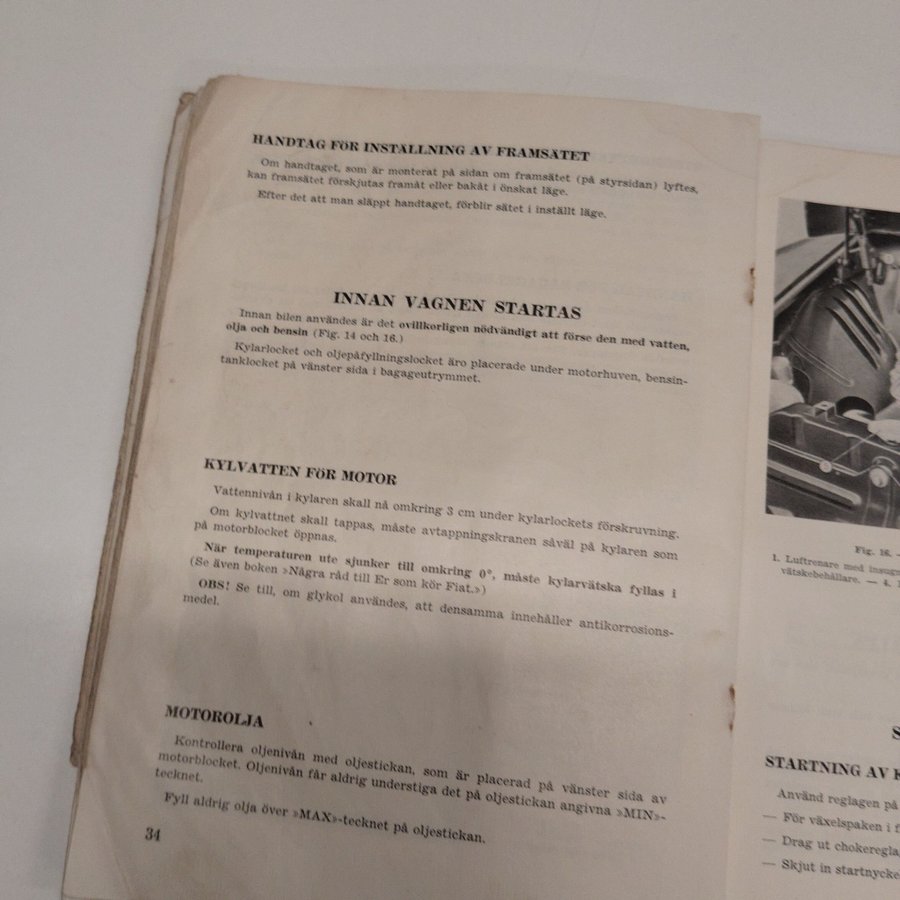 HANDTAG FÖR INSTÄLLNING AV FRAMSÄTET
Om handtaget, som är monterat på sidan om framsätet (på styrsidan) lyftes,
kan framsätet förskjutas framåt eller bakåt i önskat läge.
Efter det att man släppt handtaget, förblir sätet i inställt läge.
INNAN VAGNEN STARTAS
Innan bilen användes är det ovillkorligen nödvändigt att förse den med vatten,
olja och bensin (Fig. 14 och 16.)
Kylarlocket och oljepåfyllningslocket äro placerade under motorhuven, bensin-
tanklocket på vänster sida i bagageutrymmet.
KYLVATTEN FÖR MOTOR
Vattennivån i kylaren skall nå omkring 3 cm under kylarlockets förskruvning.
Om kylvattnet skall tappas, måste avtappningskranen såväl på kylaren som
på motorblocket öppnas.
När temperaturen ute sjunker till omkring 0°, måste kylarvätska fyllas i
(Se även boken »Några råd till Er som kör Fiat.»)
OBS! Se till, om glykol användes, att densamma innehåller antikorrosions-
medel.
MOTOROLJA
Kontrollera oljenivån med oljestickan, som är placerad på vänster sida av
motorblocket. Oljenivån får aldrig understiga det på oljestickan angivna »MIN»-
tecknet.
Fyll aldrig olja över »MAX»-tecknet på oljestickan.
34
Fig. 16. —
1. Luftrenare med insug
vätskebehållare. — 4.
S
STARTNING AV
Använd reglagen på
— För växelspaken i f
— Drag ut chokeregla
— Skjut in startnycke